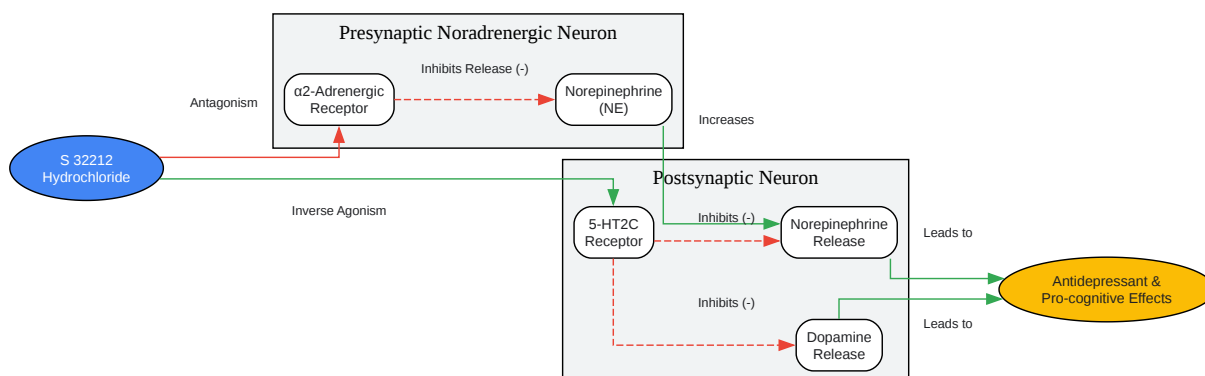 Presynaptic Noradrenergic Neuron
Inhibits Release (-)
α2-Adrenergic
Receptor
Norepinephrine
(NE)
Antagonism
Increases
S 32212
Hydrochloride
Inverse Agonism
Postsynaptic Neuron
5-HT2C
Receptor
Inhibits (-)
Norepinephrine
Release
Leads to
Antidepressant &
Pro-cognitive Effects
Inhibits (-)
Dopamine
Release
Leads to